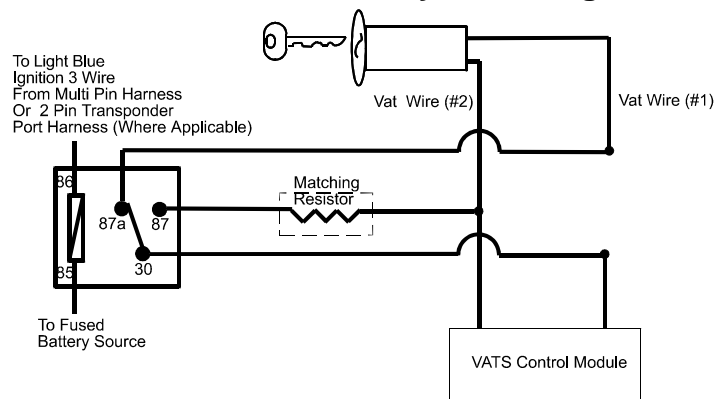 To Light Blue
Ignition 3 Wire
From Multi Pin Harness
Or 2 Pin Transponder
Port Harness (Where Applicable)
Vat Wire (#2)
Vat Wire (#1)
86
87a
87
30
85
Matching
Resistor
To Fused
Battery Source
VATS Control Module